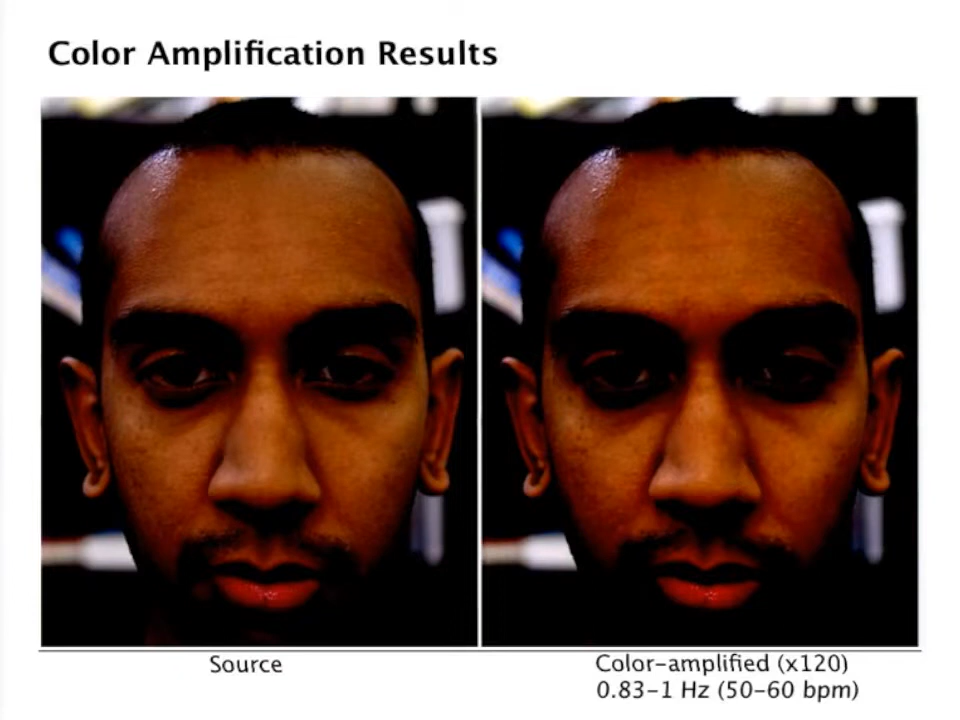 Color Amplification Results
Source
Color-amplified (x120)
0.83-1 Hz (50-60 bpm)